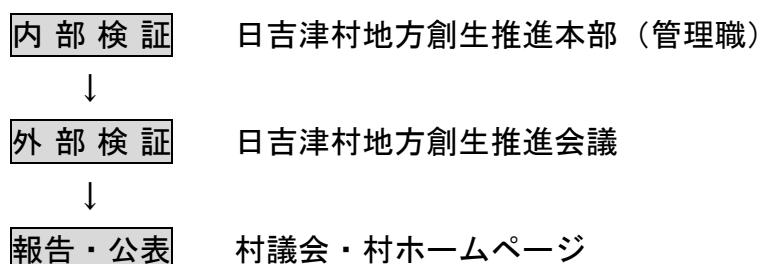 内部検証 日吉津村地方創生推進本部（管理職）
↓
外部検証 日吉津村地方創生推進会議
↓
報告・公表 村議会・村ホームページ